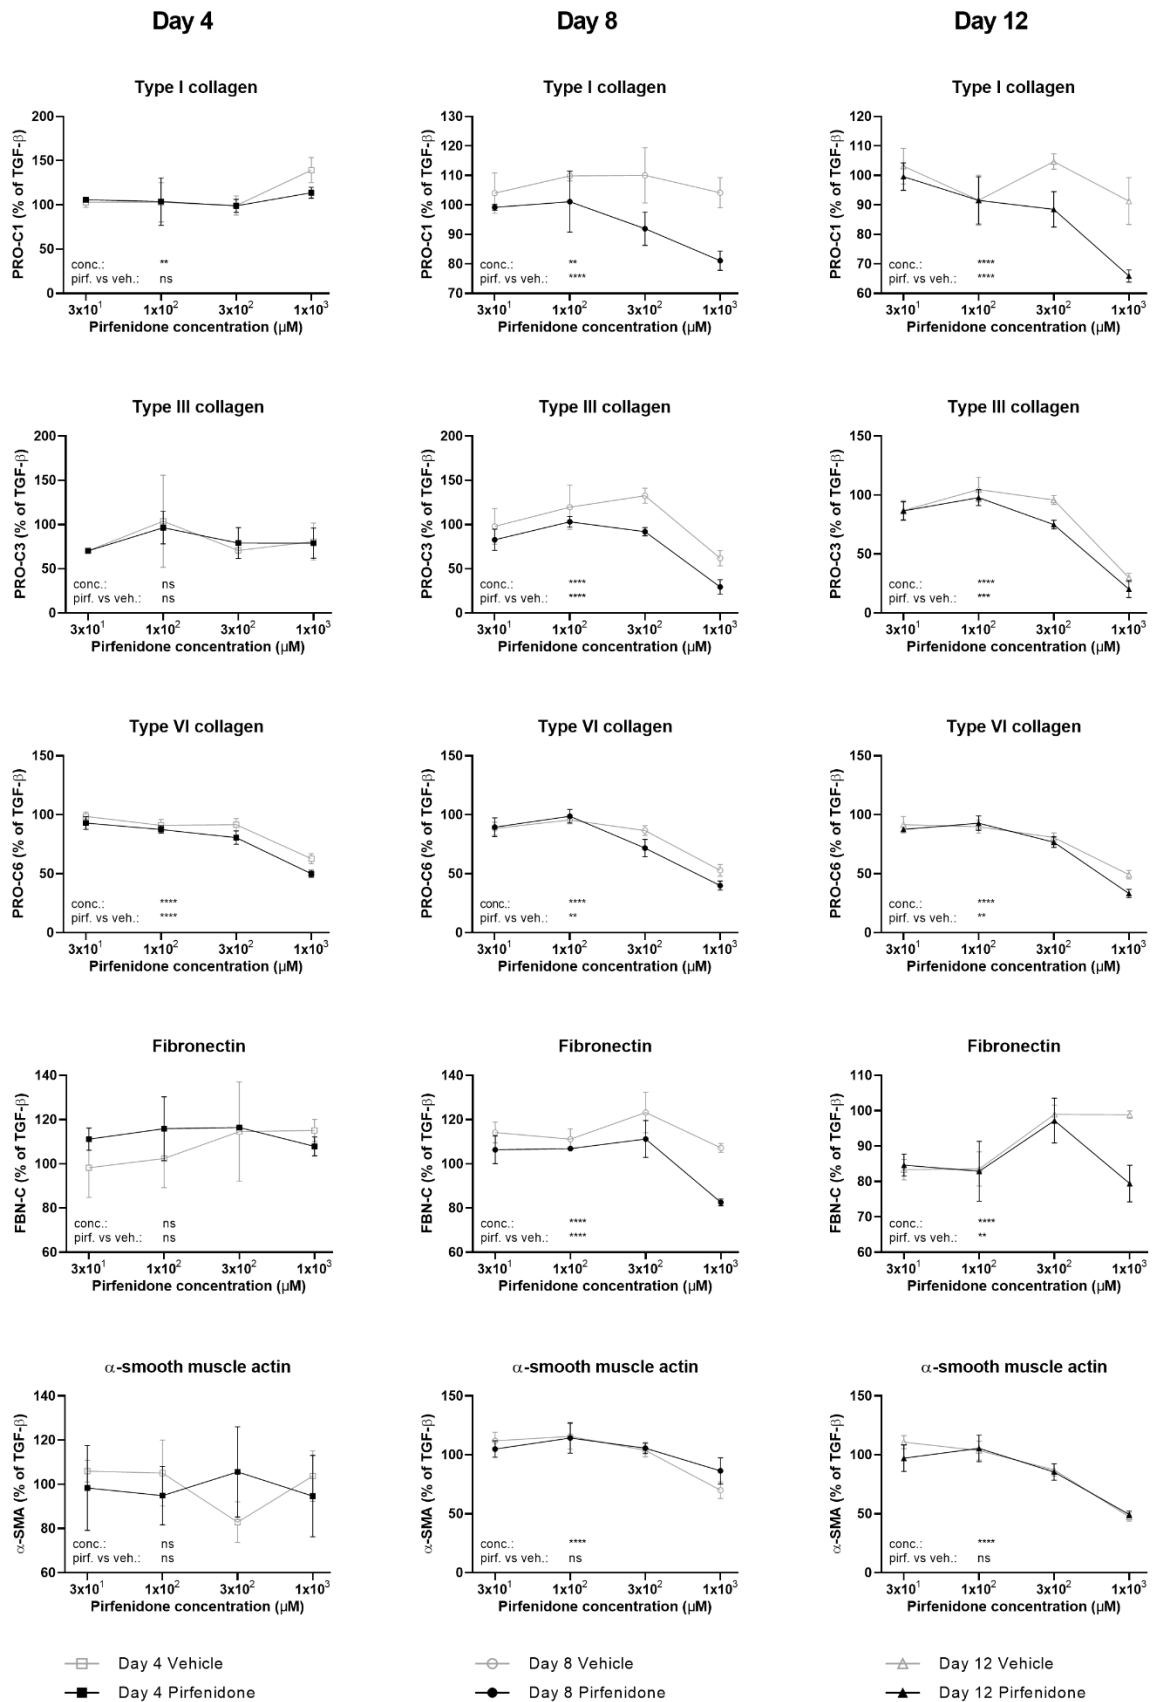 Day 4 Day 8 Day 12
Type I collagen Type I collagen Type I collagen
PRO-C1 (% of TGF-β)
200
150
100
50
0
conc.: **
pirf. vs veh.: ns
3x10¹ 1x10² 3x10² 1x10³
Pirfenidone concentration (µM)
PRO-C1 (% of TGF-β)
130
120
110
100
90
80
70
conc.: **
pirf. vs veh.: ****
3x10¹ 1x10² 3x10² 1x10³
Pirfenidone concentration (µM)
PRO-C1 (% of TGF-β)
120
110
100
90
80
70
60
conc.: ****
pirf. vs veh.: ****
3x10¹ 1x10² 3x10² 1x10³
Pirfenidone concentration (µM)
Type III collagen Type III collagen Type III collagen
PRO-C3 (% of TGF-β)
200
150
100
50
0
conc.: ns
pirf. vs veh.: ns
3x10¹ 1x10² 3x10² 1x10³
Pirfenidone concentration (µM)
PRO-C3 (% of TGF-β)
200
150
100
50
0
conc.: ****
pirf. vs veh.: ****
3x10¹ 1x10² 3x10² 1x10³
Pirfenidone concentration (µM)
PRO-C3 (% of TGF-β)
150
100
50
0
conc.: ****
pirf. vs veh.: ***
3x10¹ 1x10² 3x10² 1x10³
Pirfenidone concentration (µM)
Type VI collagen Type VI collagen Type VI collagen
PRO-C6 (% of TGF-β)
150
100
50
0
conc.: ****
pirf. vs veh.: ****
3x10¹ 1x10² 3x10² 1x10³
Pirfenidone concentration (µM)
PRO-C6 (% of TGF-β)
150
100
50
0
conc.: ****
pirf. vs veh.: **
3x10¹ 1x10² 3x10² 1x10³
Pirfenidone concentration (µM)
PRO-C6 (% of TGF-β)
150
100
50
0
conc.: ****
pirf. vs veh.: **
3x10¹ 1x10² 3x10² 1x10³
Pirfenidone concentration (µM)
Fibronectin Fibronectin Fibronectin
FBN-C (% of TGF-β)
140
120
100
80
60
conc.: ns
pirf. vs veh.: ns
3x10¹ 1x10² 3x10² 1x10³
Pirfenidone concentration (µM)
FBN-C (% of TGF-β)
140
120
100
80
60
conc.: ****
pirf. vs veh.: ****
3x10¹ 1x10² 3x10² 1x10³
Pirfenidone concentration (µM)
FBN-C (% of TGF-β)
110
100
90
80
70
60
conc.: ****
pirf. vs veh.: **
3x10¹ 1x10² 3x10² 1x10³
Pirfenidone concentration (µM)
α-smooth muscle actin α-smooth muscle actin α-smooth muscle actin
α-SMA (% of TGF-β)
140
120
100
80
60
conc.: ns
pirf. vs veh.: ns
3x10¹ 1x10² 3x10² 1x10³
Pirfenidone concentration (µM)
α-SMA (% of TGF-β)
150
100
50
0
conc.: ****
pirf. vs veh.: ns
3x10¹ 1x10² 3x10² 1x10³
Pirfenidone concentration (µM)
α-SMA (% of TGF-β)
150
100
50
0
conc.: ****
pirf. vs veh.: ns
3x10¹ 1x10² 3x10² 1x10³
Pirfenidone concentration (µM)
Day 4 Vehicle Day 8 Vehicle Day 12 Vehicle
Day 4 Pirfenidone Day 8 Pirfenidone Day 12 Pirfenidone